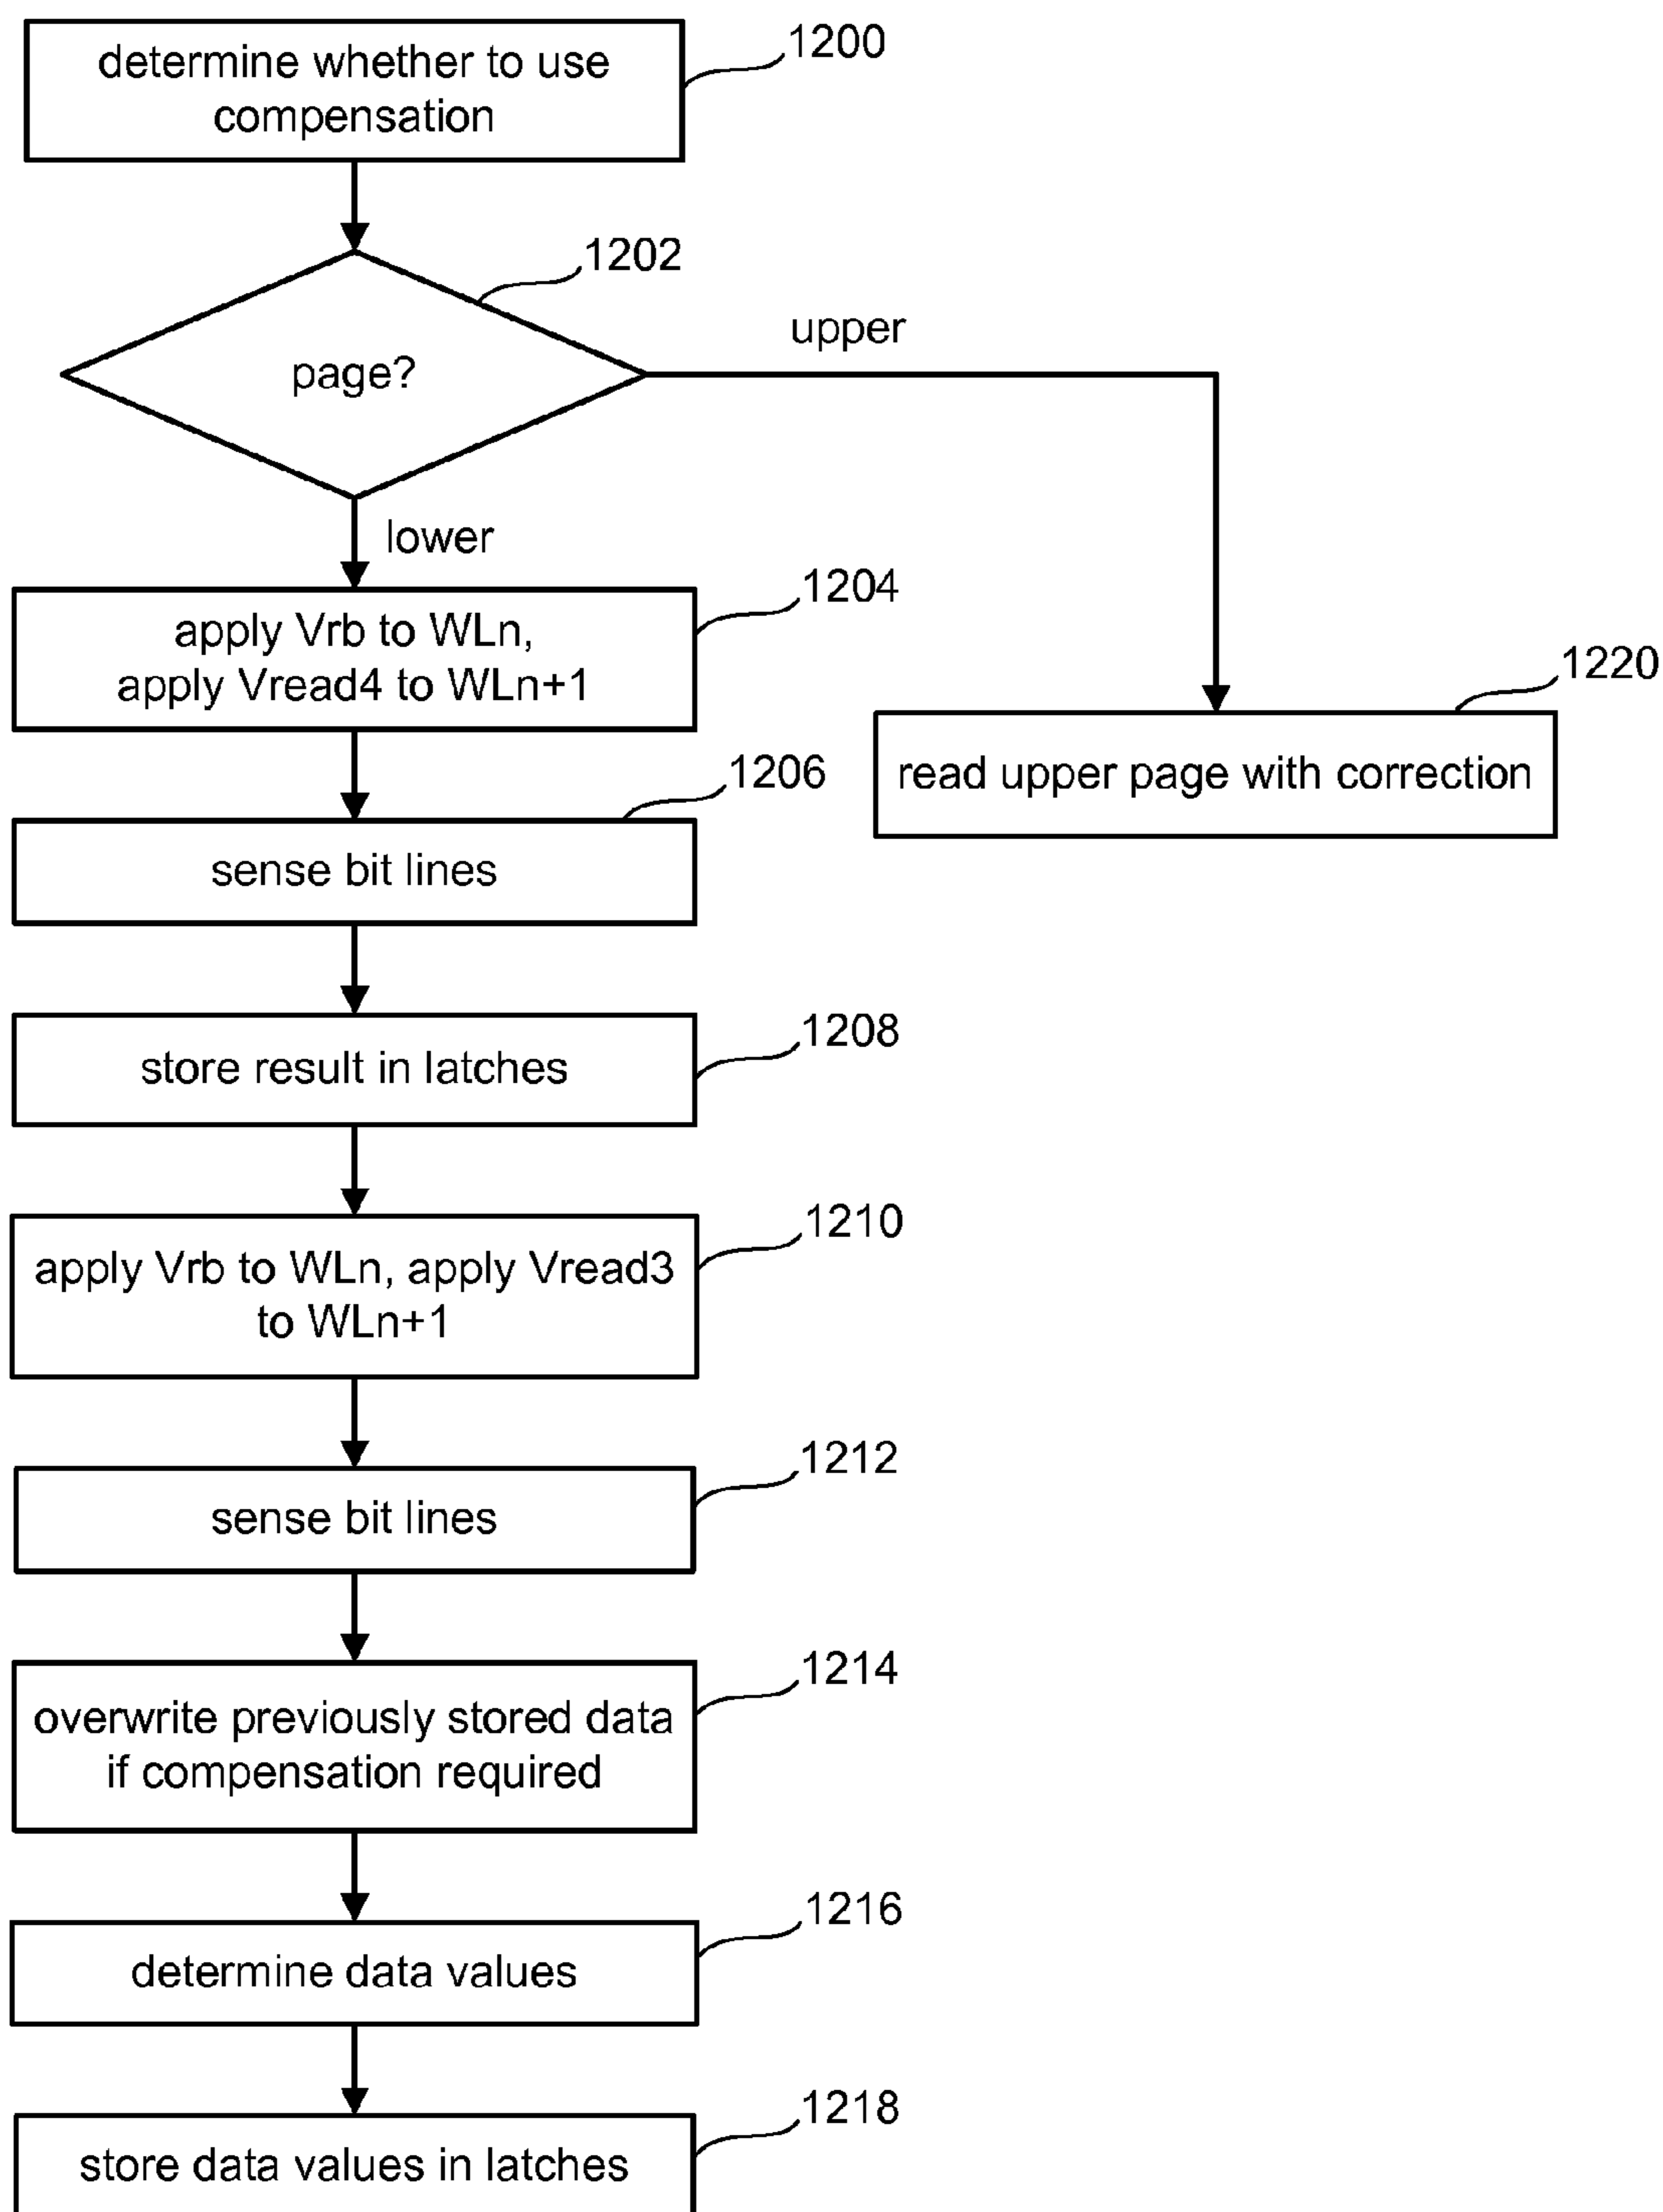 1200
determine whether to use
compensation
1202
page?
upper
lower
1204
apply Vrb to WLn,
apply Vread4 to WLn+1
1220
read upper page with correction
1206
sense bit lines
1208
store result in latches
1210
apply Vrb to WLn, apply Vread3
to WLn+1
1212
sense bit lines
1214
overwrite previously stored data
if compensation required
1216
determine data values
1218
store data values in latches